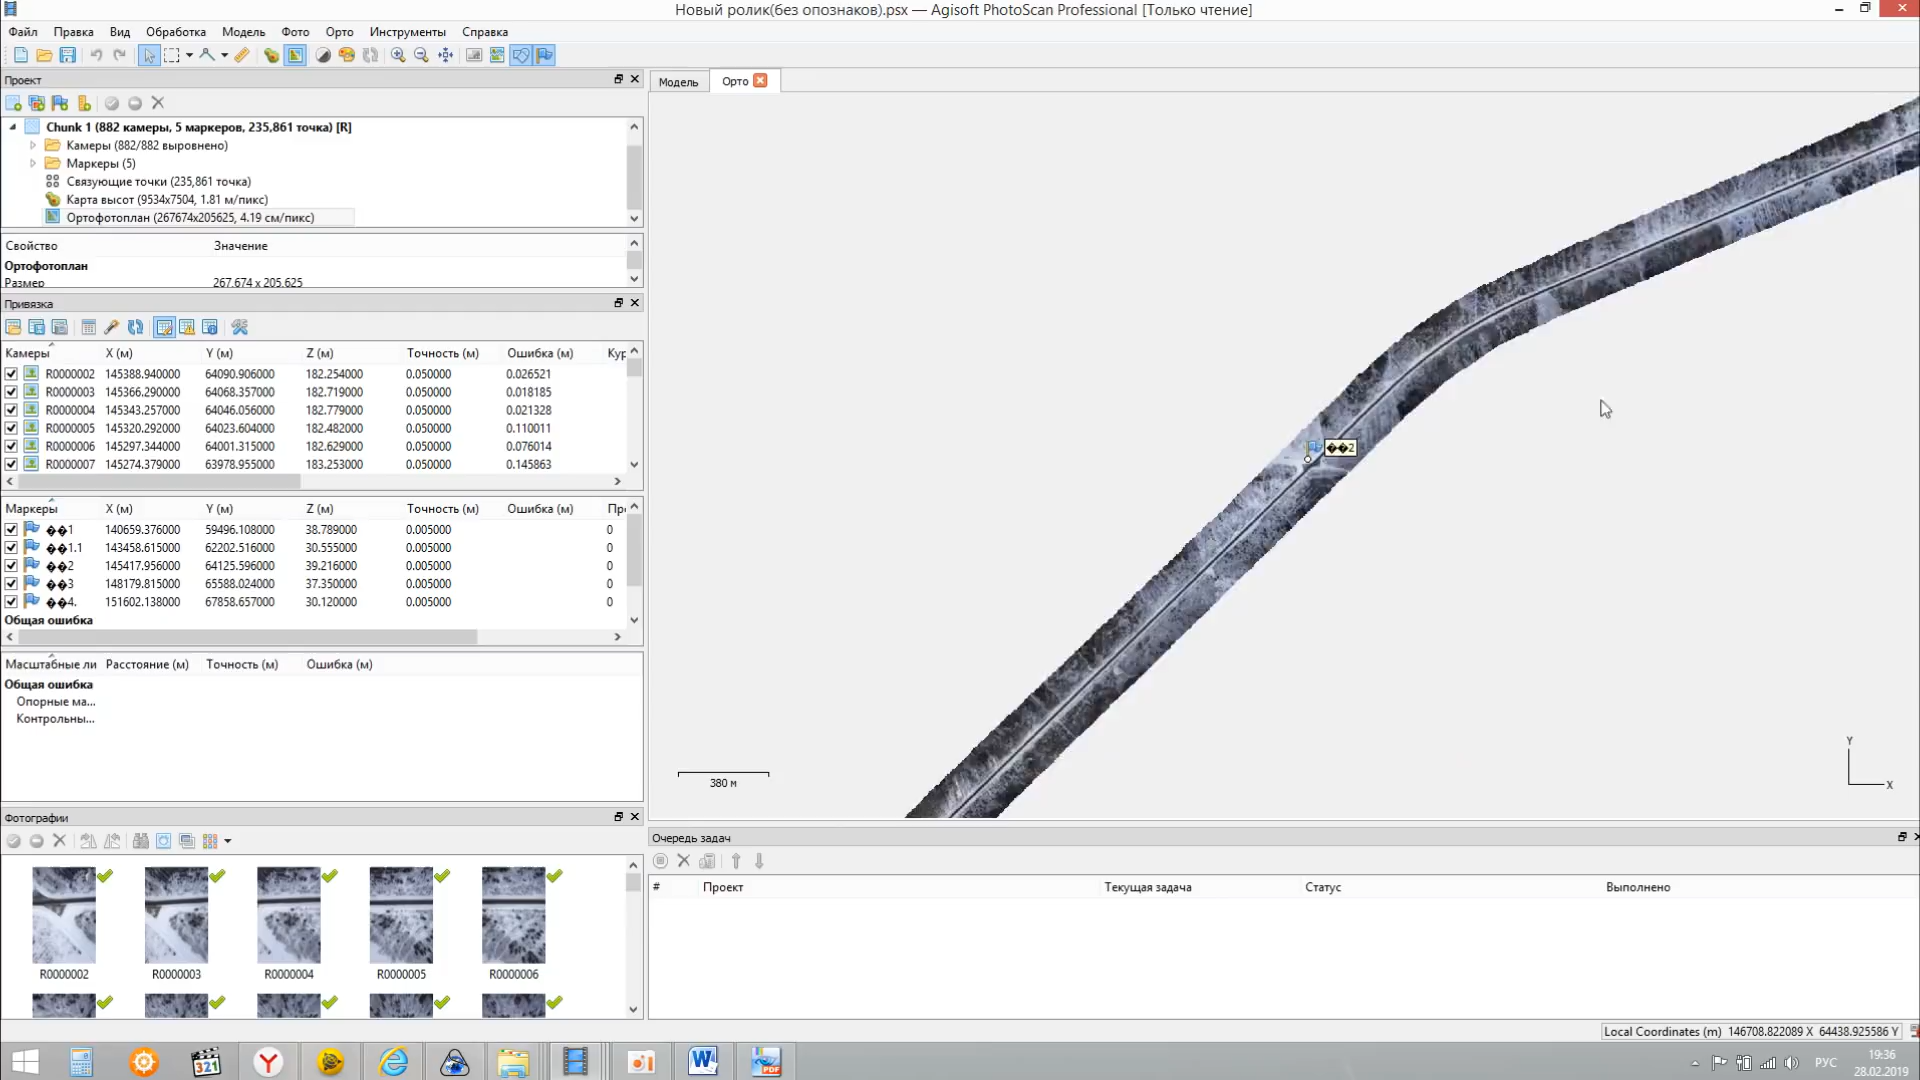 Новый ролик(без опознаков).psx — Agisoft PhotoScan Professional [Только чтение]
Файл Правка Вид Обработка Модель Фото Орто Инструменты Справка
Проект
Chunk 1 (882 камеры, 5 маркеров, 235,861 точка) [R]
Камеры (882/882 выровнено)
Маркеры (5)
Связующие точки (235,861 точка)
Карта высот (9534x7504, 1.81 м/пикс)
Ортофотоплан (267674x205625, 4.19 см/пикс)
Свойство Значение
Ортофотоплан
Размер 267,674 x 205,625
Привязка
Камеры X (м) Y (м) Z (м) Точность (м) Ошибка (м) Кур
R0000002 145388.940000 64090.906000 182.254000 0.050000 0.026521
R0000003 145366.290000 64068.357000 182.719000 0.050000 0.018185
R0000004 145343.257000 64046.056000 182.779000 0.050000 0.021328
R0000005 145320.292000 64023.604000 182.482000 0.050000 0.110011
R0000006 145297.344000 64001.315000 182.629000 0.050000 0.076014
R0000007 145274.379000 63978.955000 183.253000 0.050000 0.145863
Маркеры X (м) Y (м) Z (м) Точность (м) Ошибка (м) Пр
��1 140659.376000 59496.108000 38.789000 0.005000 0
��1.1 143458.615000 62202.516000 30.555000 0.005000 0
��2 145417.956000 64125.596000 39.216000 0.005000 0
��3 148179.815000 65588.024000 37.350000 0.005000 0
��4. 151602.138000 67858.657000 30.120000 0.005000 0
Общая ошибка
Масштабные ли Расстояние (м) Точность (м) Ошибка (м)
Общая ошибка
Опорные ма...
Контрольны...
Фотографии
R0000002 R0000003 R0000004 R0000005 R0000006
Модель Орто
��2
380 м
Y
X
Очередь задач
# Проект Текущая задача Статус Выполнено
Local Coordinates (m) 146708.822089 X 64438.925586 Y
321
PDF
РУС
19:36
28.02.2019